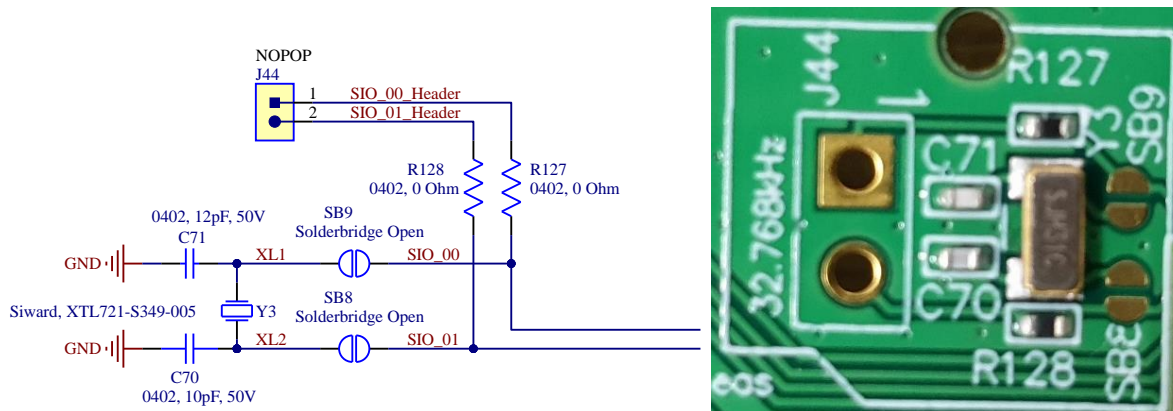 NOPOP
J44
1
SIO_00_Header
2
SIO_01_Header
R128
0402, 0 Ohm
R127
0402, 0 Ohm
0402, 12pF, 50V
C71
SB9
Solderbridge Open
GND
XL1
SIO_00
Siward, XTL721-S349-005
Y3
SB8
Solderbridge Open
GND
XL2
SIO_01
C70
0402, 10pF, 50V
J44
1
R127
Y3
SB9
C71
32.768kHz
C70
R128
SB8
eas